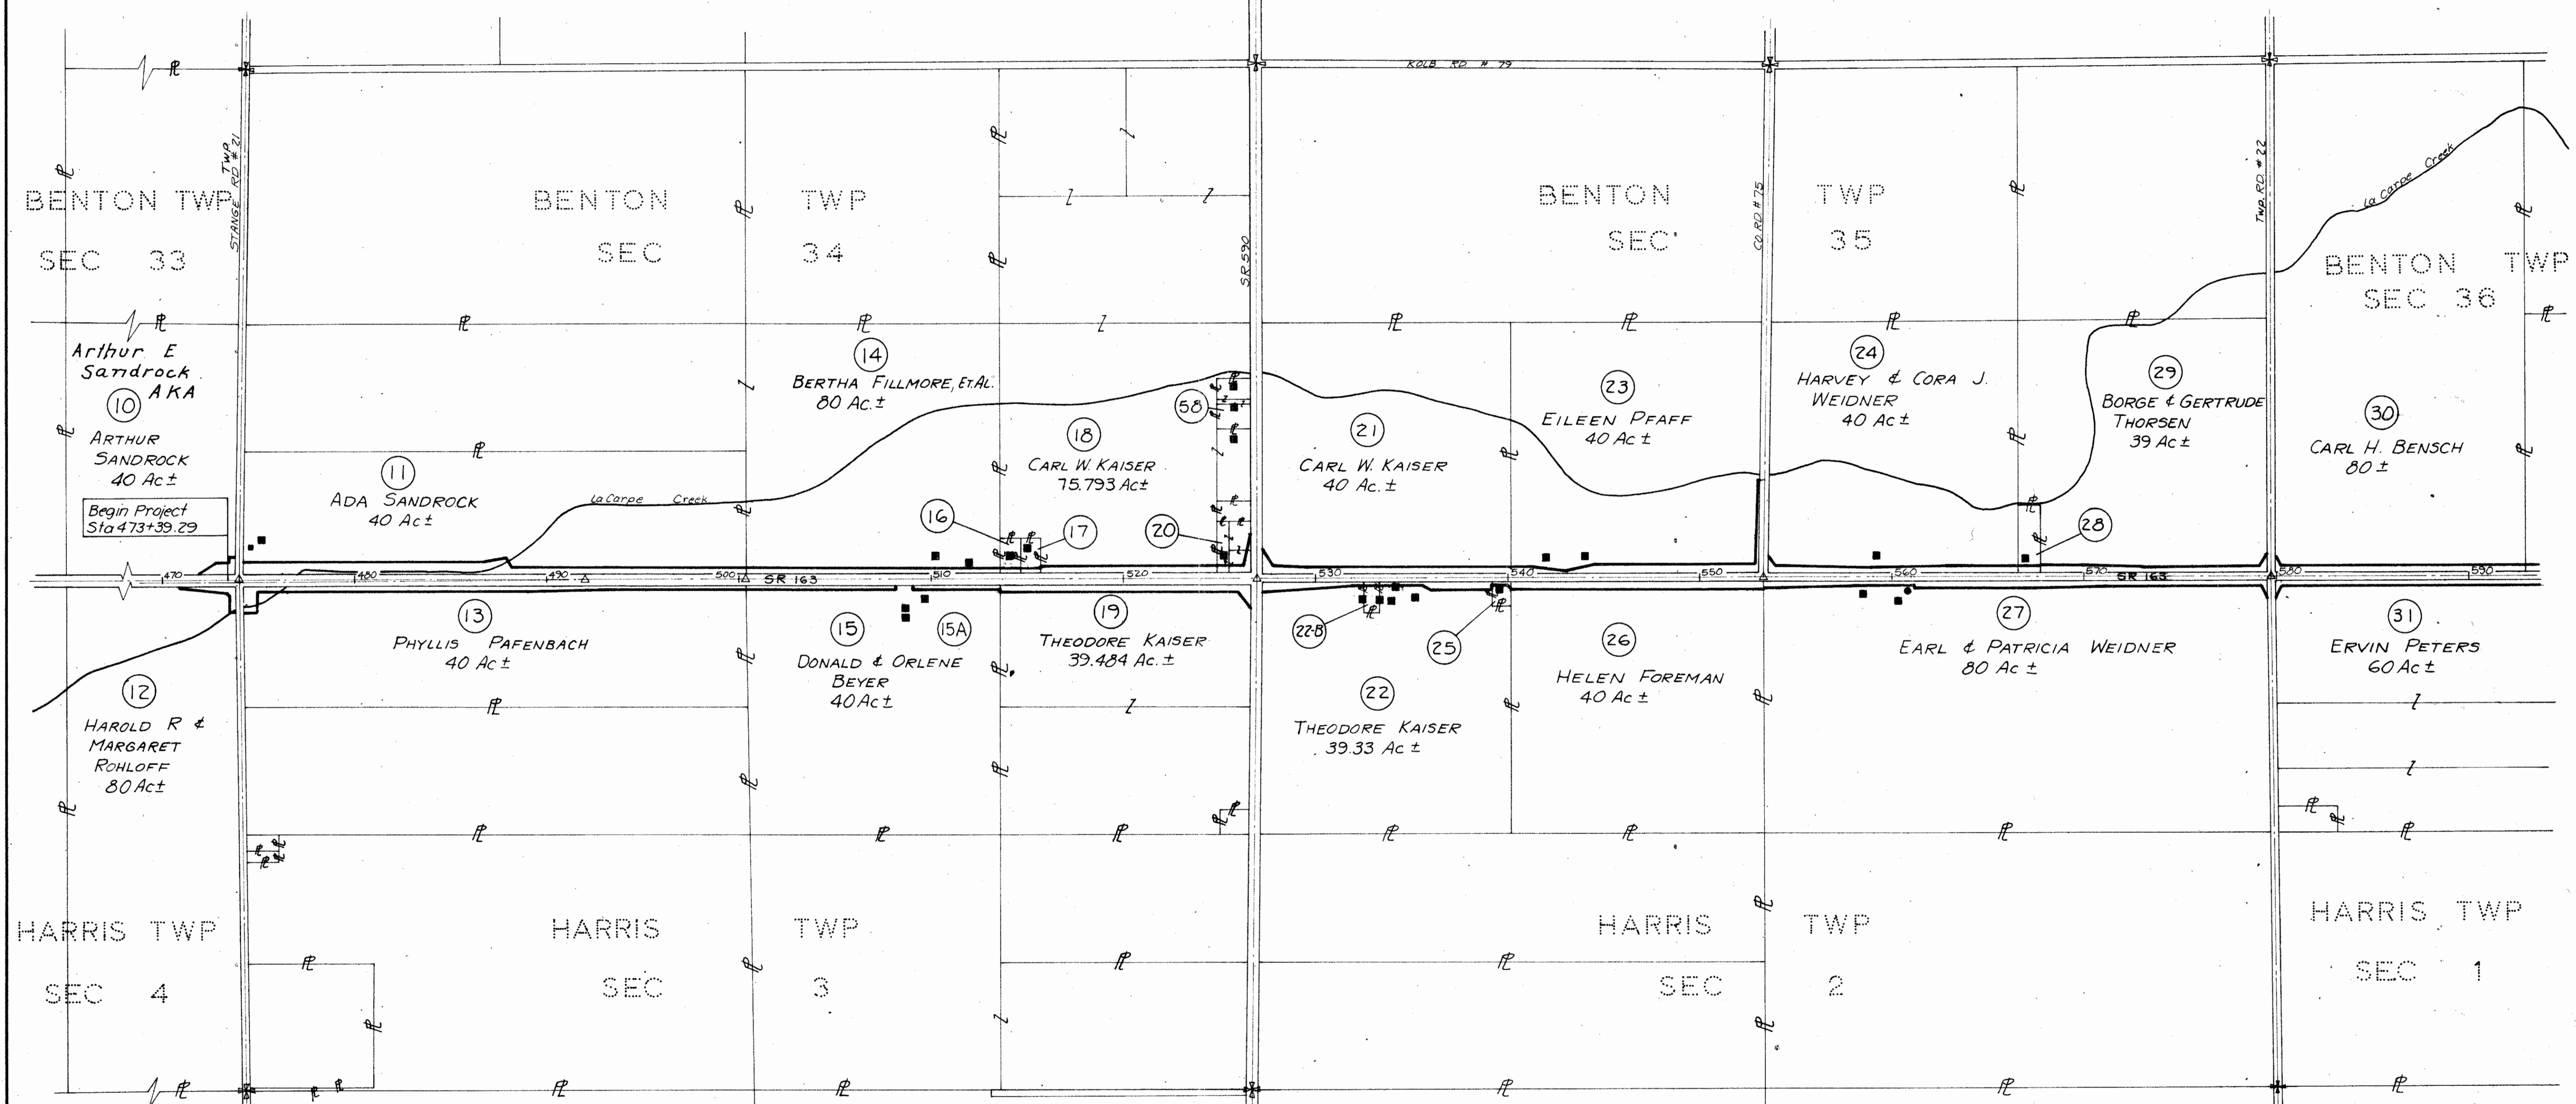 KOLB RD # 79
TWP.
STANGE RD # 21
SR 590
CO. RD # 75
TWP. RD # 22
La Carpe Creek
BENTON TWP
SEC 33
BENTON TWP
SEC 34
BENTON TWP
SEC 35
BENTON TWP
SEC 36
Arthur E
Sandrock
AKA
10
ARTHUR
SANDROCK
40 Ac ±
Begin Project
Sta 473+39.29
11
ADA SANDROCK
40 Ac ±
La Carpe Creek
14
BERTHA FILLMORE, ET. AL.
80 Ac. ±
16
17
18
CARL W. KAISER
75.793 Ac ±
58
20
21
CARL W. KAISER
40 Ac. ±
23
EILEEN PFAFF
40 Ac ±
24
HARVEY & CORA J.
WEIDNER
40 Ac ±
28
29
BORGE & GERTRUDE
THORSEN
39 Ac ±
30
CARL H. BENSCH
80 ±
470
480
490
500
SR 163
510
520
530
540
550
560
570
SR 163
580
590
12
HAROLD R &
MARGARET
ROHLOFF
80 Ac ±
13
PHYLLIS PAFENBACH
40 Ac ±
15
15A
DONALD & ORLENE
BEYER
40 Ac ±
19
THEODORE KAISER
39.484 Ac. ±
22-B
22
THEODORE KAISER
39.33 Ac ±
25
26
HELEN FOREMAN
40 Ac ±
27
EARL & PATRICIA WEIDNER
80 Ac ±
31
ERVIN PETERS
60 Ac ±
HARRIS TWP
SEC 4
HARRIS TWP
SEC 3
HARRIS TWP
SEC 2
HARRIS TWP
SEC 1